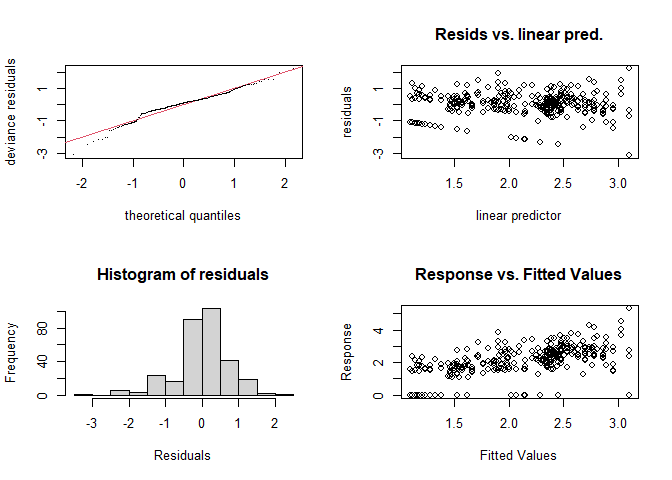 deviance residuals
-3 -1 1
-2 -1 0 1 2
theoretical quantiles
Resids vs. linear pred.
residuals
-3 -1 1
1.5 2.0 2.5 3.0
linear predictor
Histogram of residuals
Frequency
0 40 80
-3 -2 -1 0 1 2
Residuals
Response vs. Fitted Values
Response
0 2 4
1.5 2.0 2.5 3.0
Fitted Values